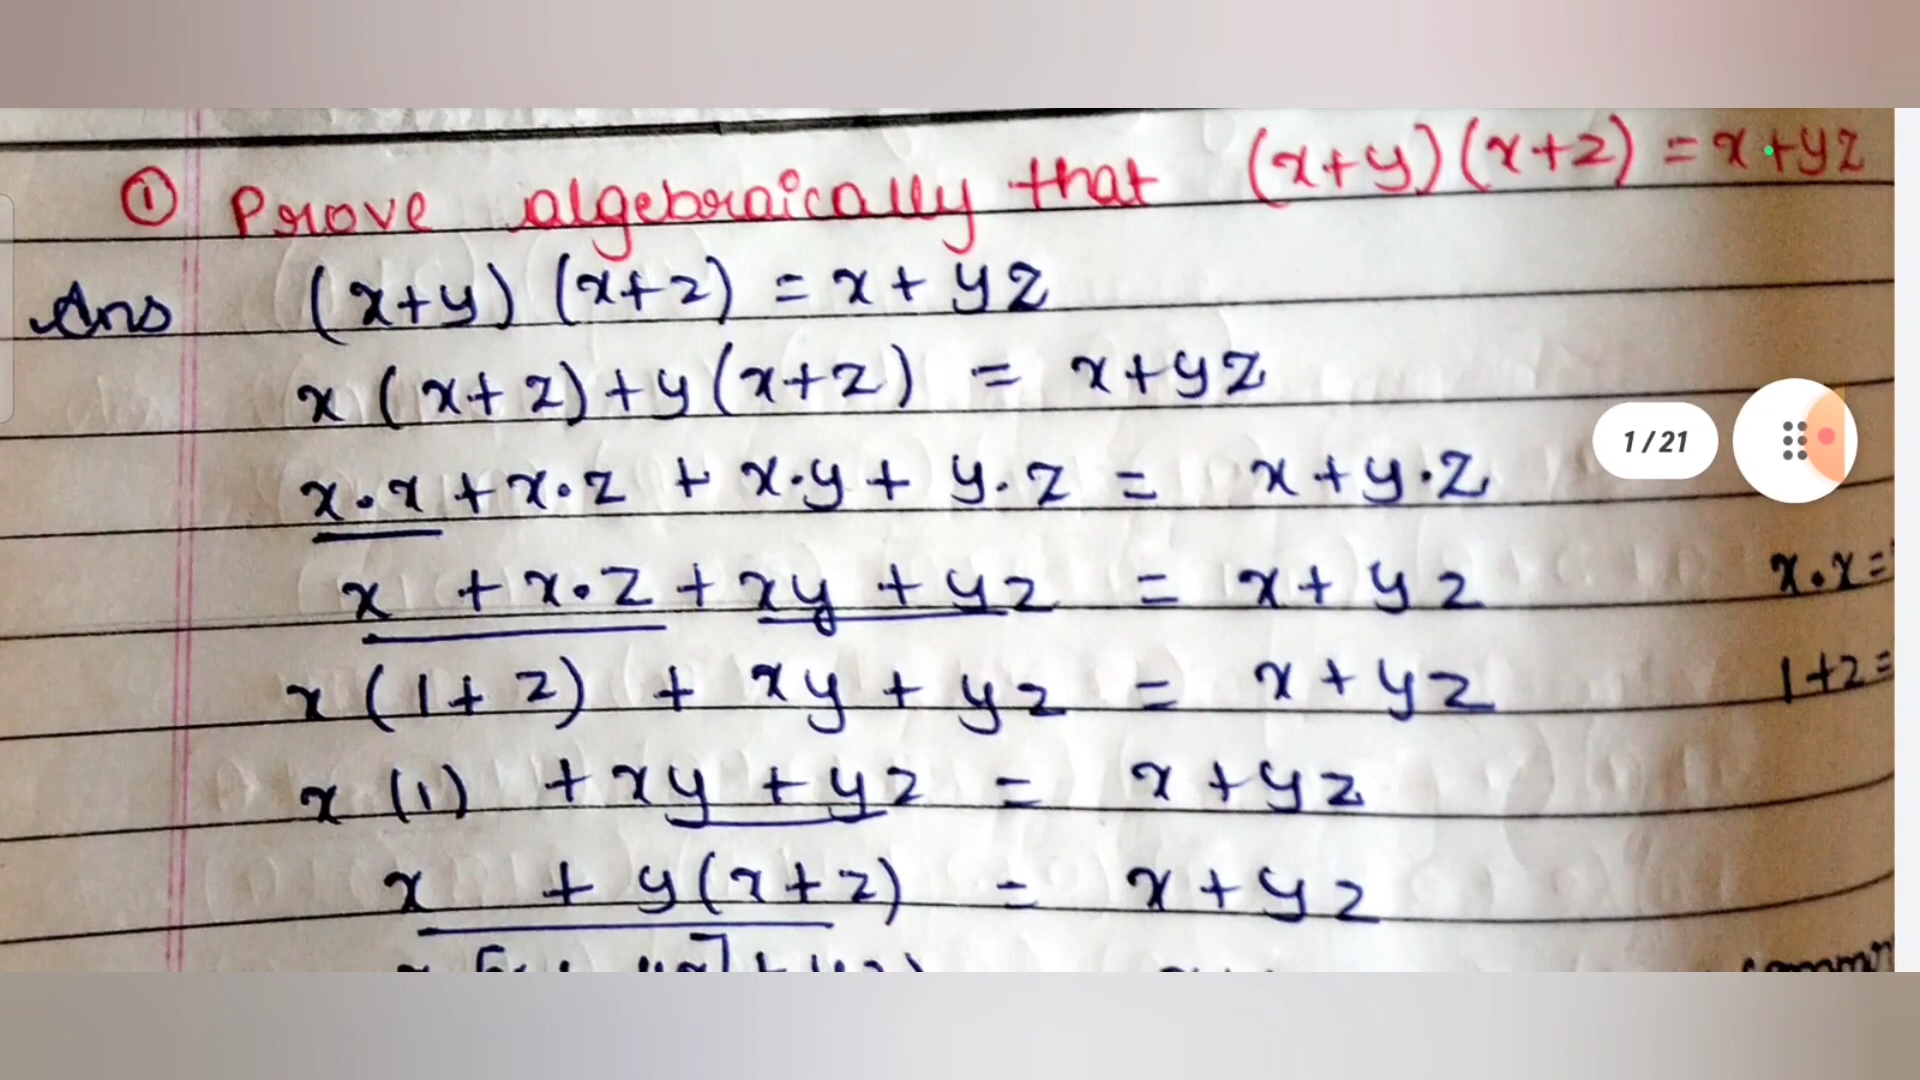 ① Prove algebraically that (x+y)(x+z) = x+yz
Ans (x+y) (x+z) = x + yz
x (x+z)+y(x+z) = x+yz
x·x + x·z + x·y + y·z = x+y·z
x + x·z + xy + yz = x+yz
x·x=
x (1+z) + xy + yz = x+yz
1+z=
x (1) + xy + yz = x+yz
x + y(x+z) = x+yz
1/21